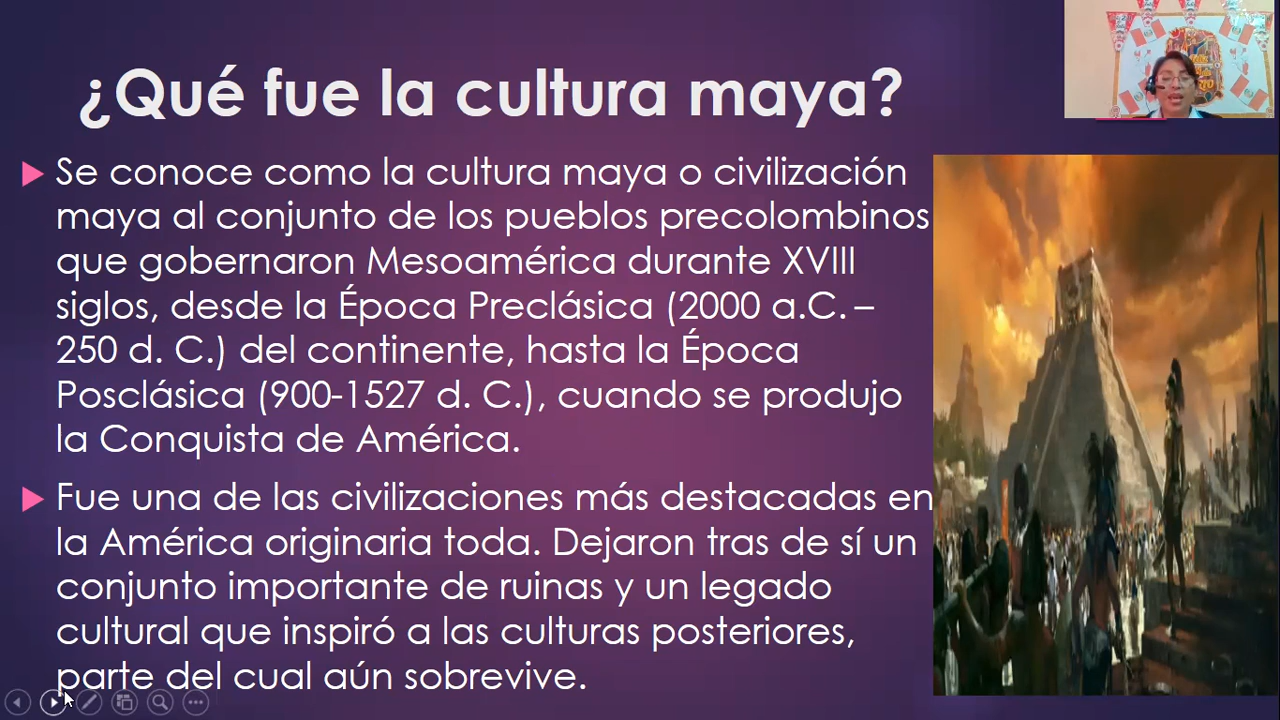 ¿Qué fue la cultura maya?
Se conoce como la cultura maya o civilización
maya al conjunto de los pueblos precolombinos
que gobernaron Mesoamérica durante XVIII
siglos, desde la Época Preclásica (2000 a.C. –
250 d. C.) del continente, hasta la Época
Posclásica (900-1527 d. C.), cuando se produjo
la Conquista de América.
Fue una de las civilizaciones más destacadas en
la América originaria toda. Dejaron tras de sí un
conjunto importante de ruinas y un legado
cultural que inspiró a las culturas posteriores,
parte del cual aún sobrevive.